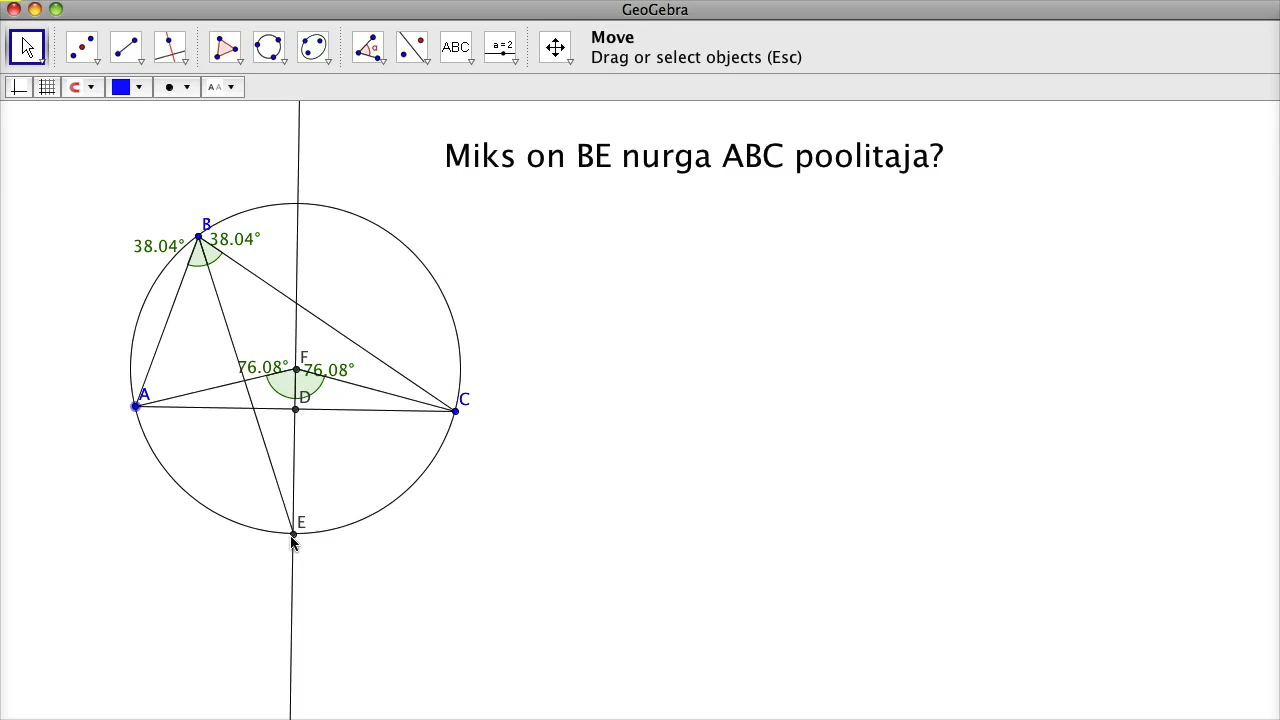 GeoGebra
Move
Drag or select objects (Esc)
ABC
a=2
α
A A
Miks on BE nurga ABC poolitaja?
B
38.04° 38.04°
F
76.08° 76.08°
A
D
C
E